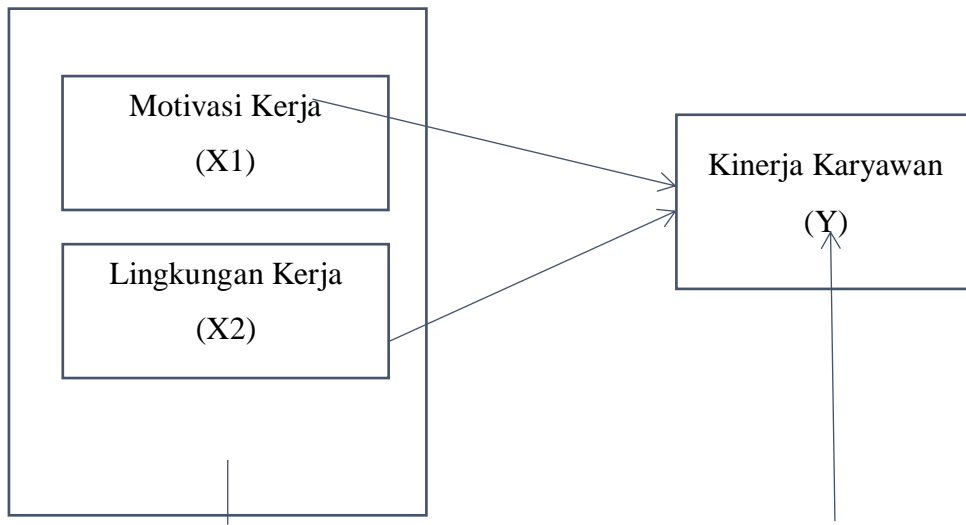 Motivasi Kerja
(X1)
Lingkungan Kerja
(X2)
Kinerja Karyawan
(Y)